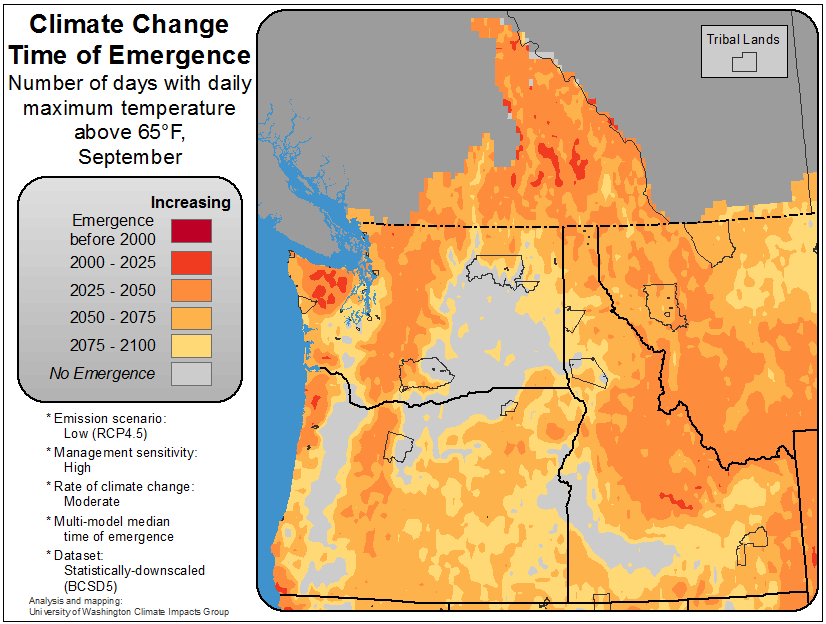 Climate Change
Time of Emergence
Number of days with daily
maximum temperature
above 65°F,
September
Increasing
Emergence
before 2000
2000 - 2025
2025 - 2050
2050 - 2075
2075 - 2100
No Emergence
* Emission scenario:
Low (RCP4.5)
* Management sensitivity:
High
* Rate of climate change:
Moderate
* Multi-model median
time of emergence
* Dataset:
Statistically-downscaled
(BCSD5)
Analysis and mapping:
University of Washington Climate Impacts Group
Tribal Lands